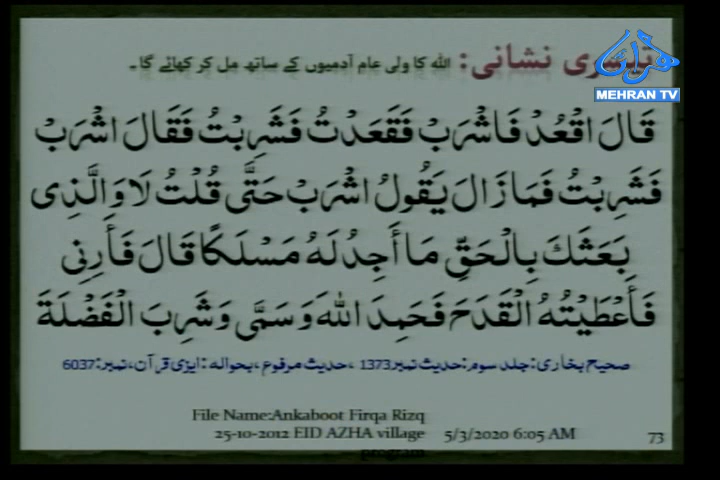 تیسری نشانی: اللہ کا ولی عام آدمیوں کے ساتھ مل کر کھائے گا۔
MEHRAN TV
قَالَ اقْعُدْ فَاشْرَبْ فَقَعَدْتُ فَشَرِبْتُ فَقَالَ اشْرَبْ
فَشَرِبْتُ فَمَا زَالَ يَقُولُ اشْرَبْ حَتَّى قُلْتُ لَا وَالَّذِى
بَعَثَكَ بِالْحَقِّ مَا أَجِدُ لَهُ مَسْلَكًا قَالَ فَأَرِنِى
فَأَعْطَيْتُهُ الْقَدَحَ فَحَمِدَ اللهَ وَسَمَّى وَشَرِبَ الْفَضْلَةَ
صحیح بخاری: جلد سوم: حدیث نمبر 1373 ، حدیث مرفوع، بحوالہ: ایزی قرآن، نمبر: 6037
File Name:Ankaboot Firqa Rizq
25-10-2012 EID AZHA village
program
5/3/2020 6:05 AM
73